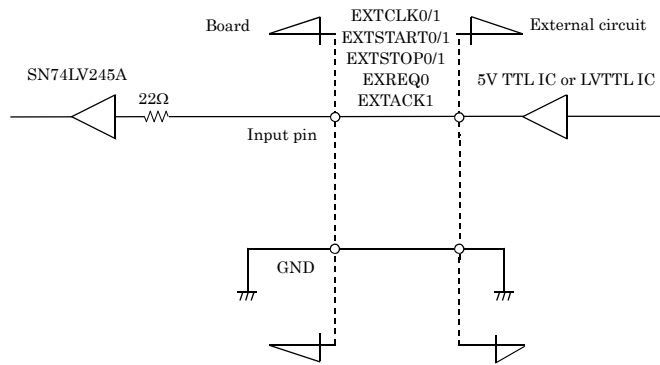 Board
EXTCLK0/1
EXTSTART0/1
EXTSTOP0/1
EXREQ0
EXTACK1
External circuit
SN74LV245A
22Ω
5V TTL IC or LVTTL IC
Input pin
GND